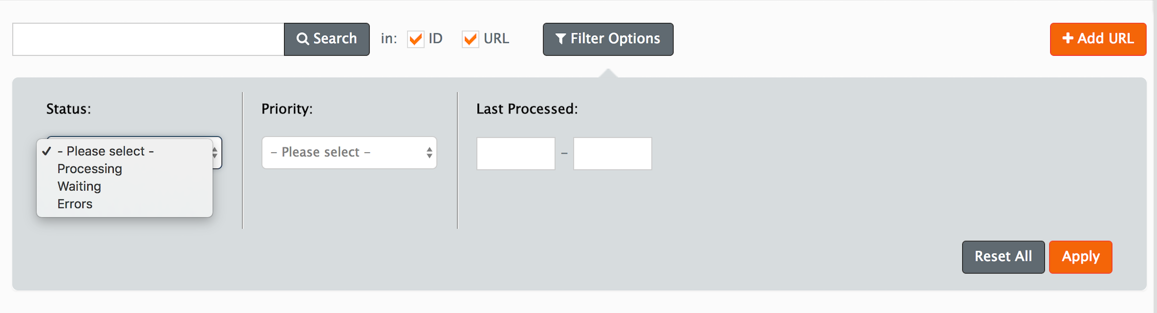 Search in: ID URL Filter Options + Add URL
Status: Priority: Last Processed:
- Please select - - Please select - –
Processing
Waiting
Errors
Reset All Apply